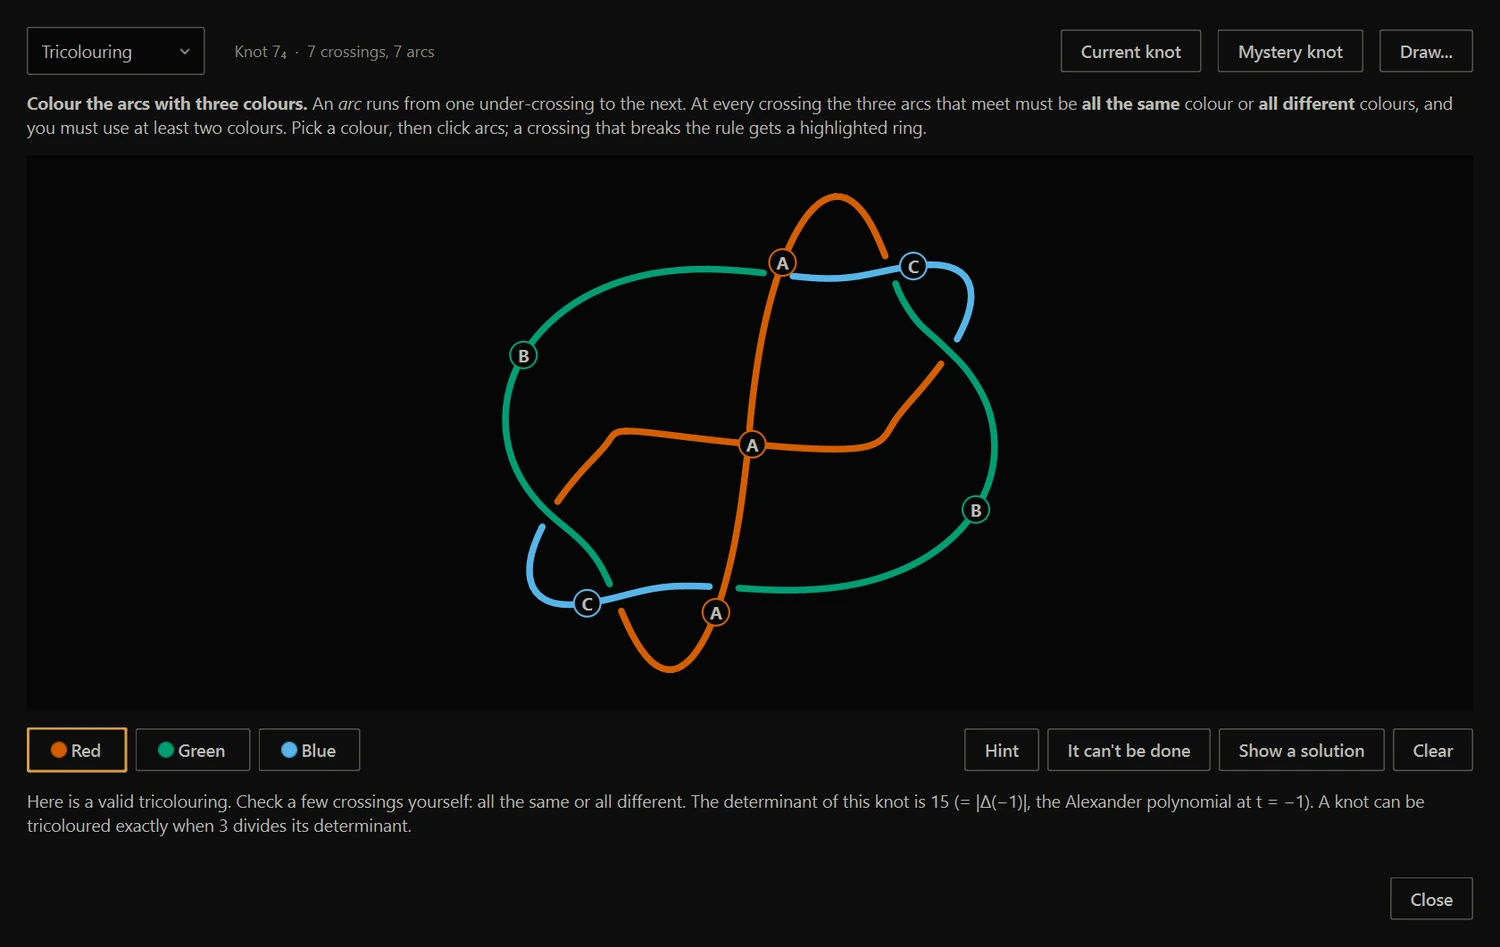 Tricolouring
Knot 7₄ · 7 crossings, 7 arcs
Current knot
Mystery knot
Draw...
Colour the arcs with three colours. An arc runs from one under-crossing to the next. At every crossing the three arcs that meet must be all the same colour or all different colours, and
you must use at least two colours. Pick a colour, then click arcs; a crossing that breaks the rule gets a highlighted ring.
A
C
B
A
B
C
A
Red
Green
Blue
Hint
It can't be done
Show a solution
Clear
Here is a valid tricolouring. Check a few crossings yourself: all the same or all different. The determinant of this knot is 15 (= |Δ(−1)|, the Alexander polynomial at t = −1). A knot can be
tricoloured exactly when 3 divides its determinant.
Close